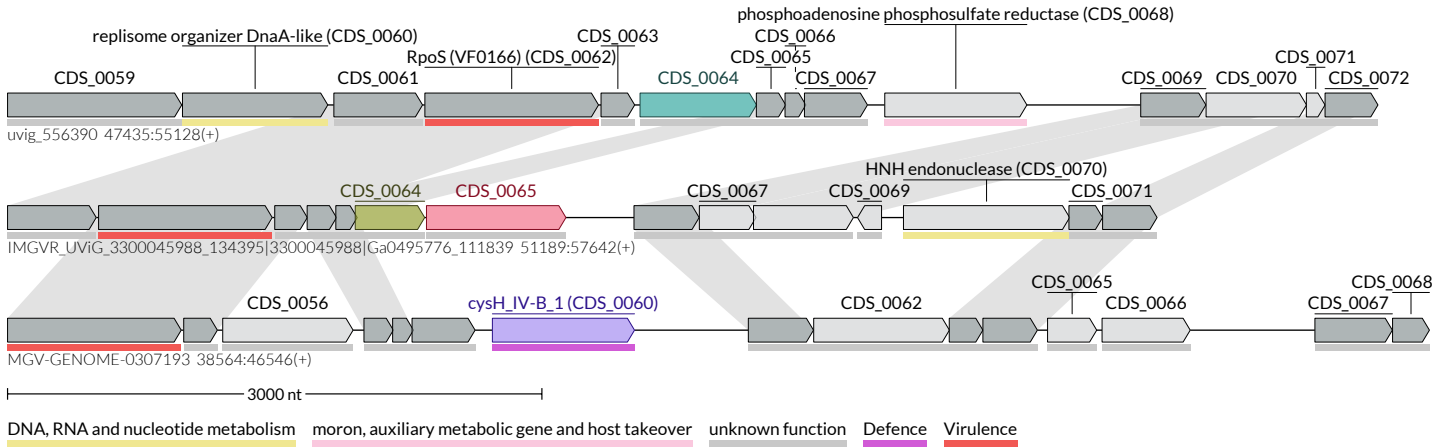 phosphoadenosine phosphosulfate reductase (CDS_0068)
replisome organizer DnaA-like (CDS_0060) CDS_0063 CDS_0066
RpoS (VF0166) (CDS_0062) CDS_0065 CDS_0071
CDS_0059 CDS_0061 CDS_0064 CDS_0067 CDS_0069 CDS_0070 CDS_0072
uvig_556390 47435:55128(+)
HNH endonuclease (CDS_0070)
CDS_0064 CDS_0065 CDS_0067 CDS_0069 CDS_0071
IMGVR_UViG_3300045988_134395|3300045988|Ga0495776_111839 51189:57642(+)
CDS_0065 CDS_0068
CDS_0056 cysH_IV-B_1 (CDS_0060) CDS_0062 CDS_0066 CDS_0067
MGV-GENOME-0307193 38564:46546(+)
3000 nt
DNA, RNA and nucleotide metabolism moron, auxiliary metabolic gene and host takeover unknown function Defence Virulence